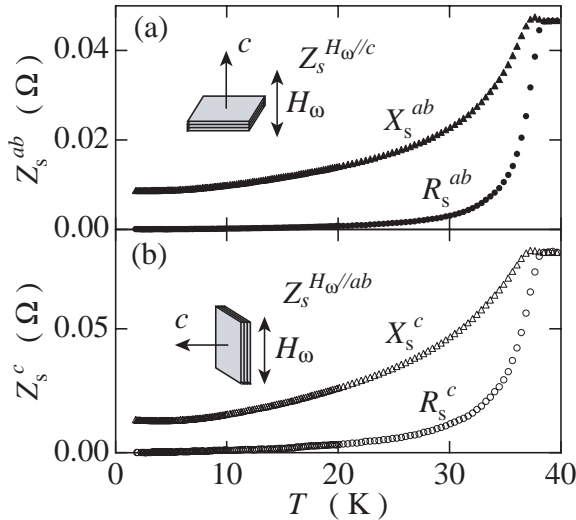 (a)
c
Z_s^{H_ω//c}
H_ω
X_s^{ab}
R_s^{ab}
Z_s^{ab} (Ω)
0.04
0.02
0.00
(b)
c
Z_s^{H_ω//ab}
H_ω
X_s^c
R_s^c
Z_s^c (Ω)
0.05
0.00
0 10 20 30 40
T (K)